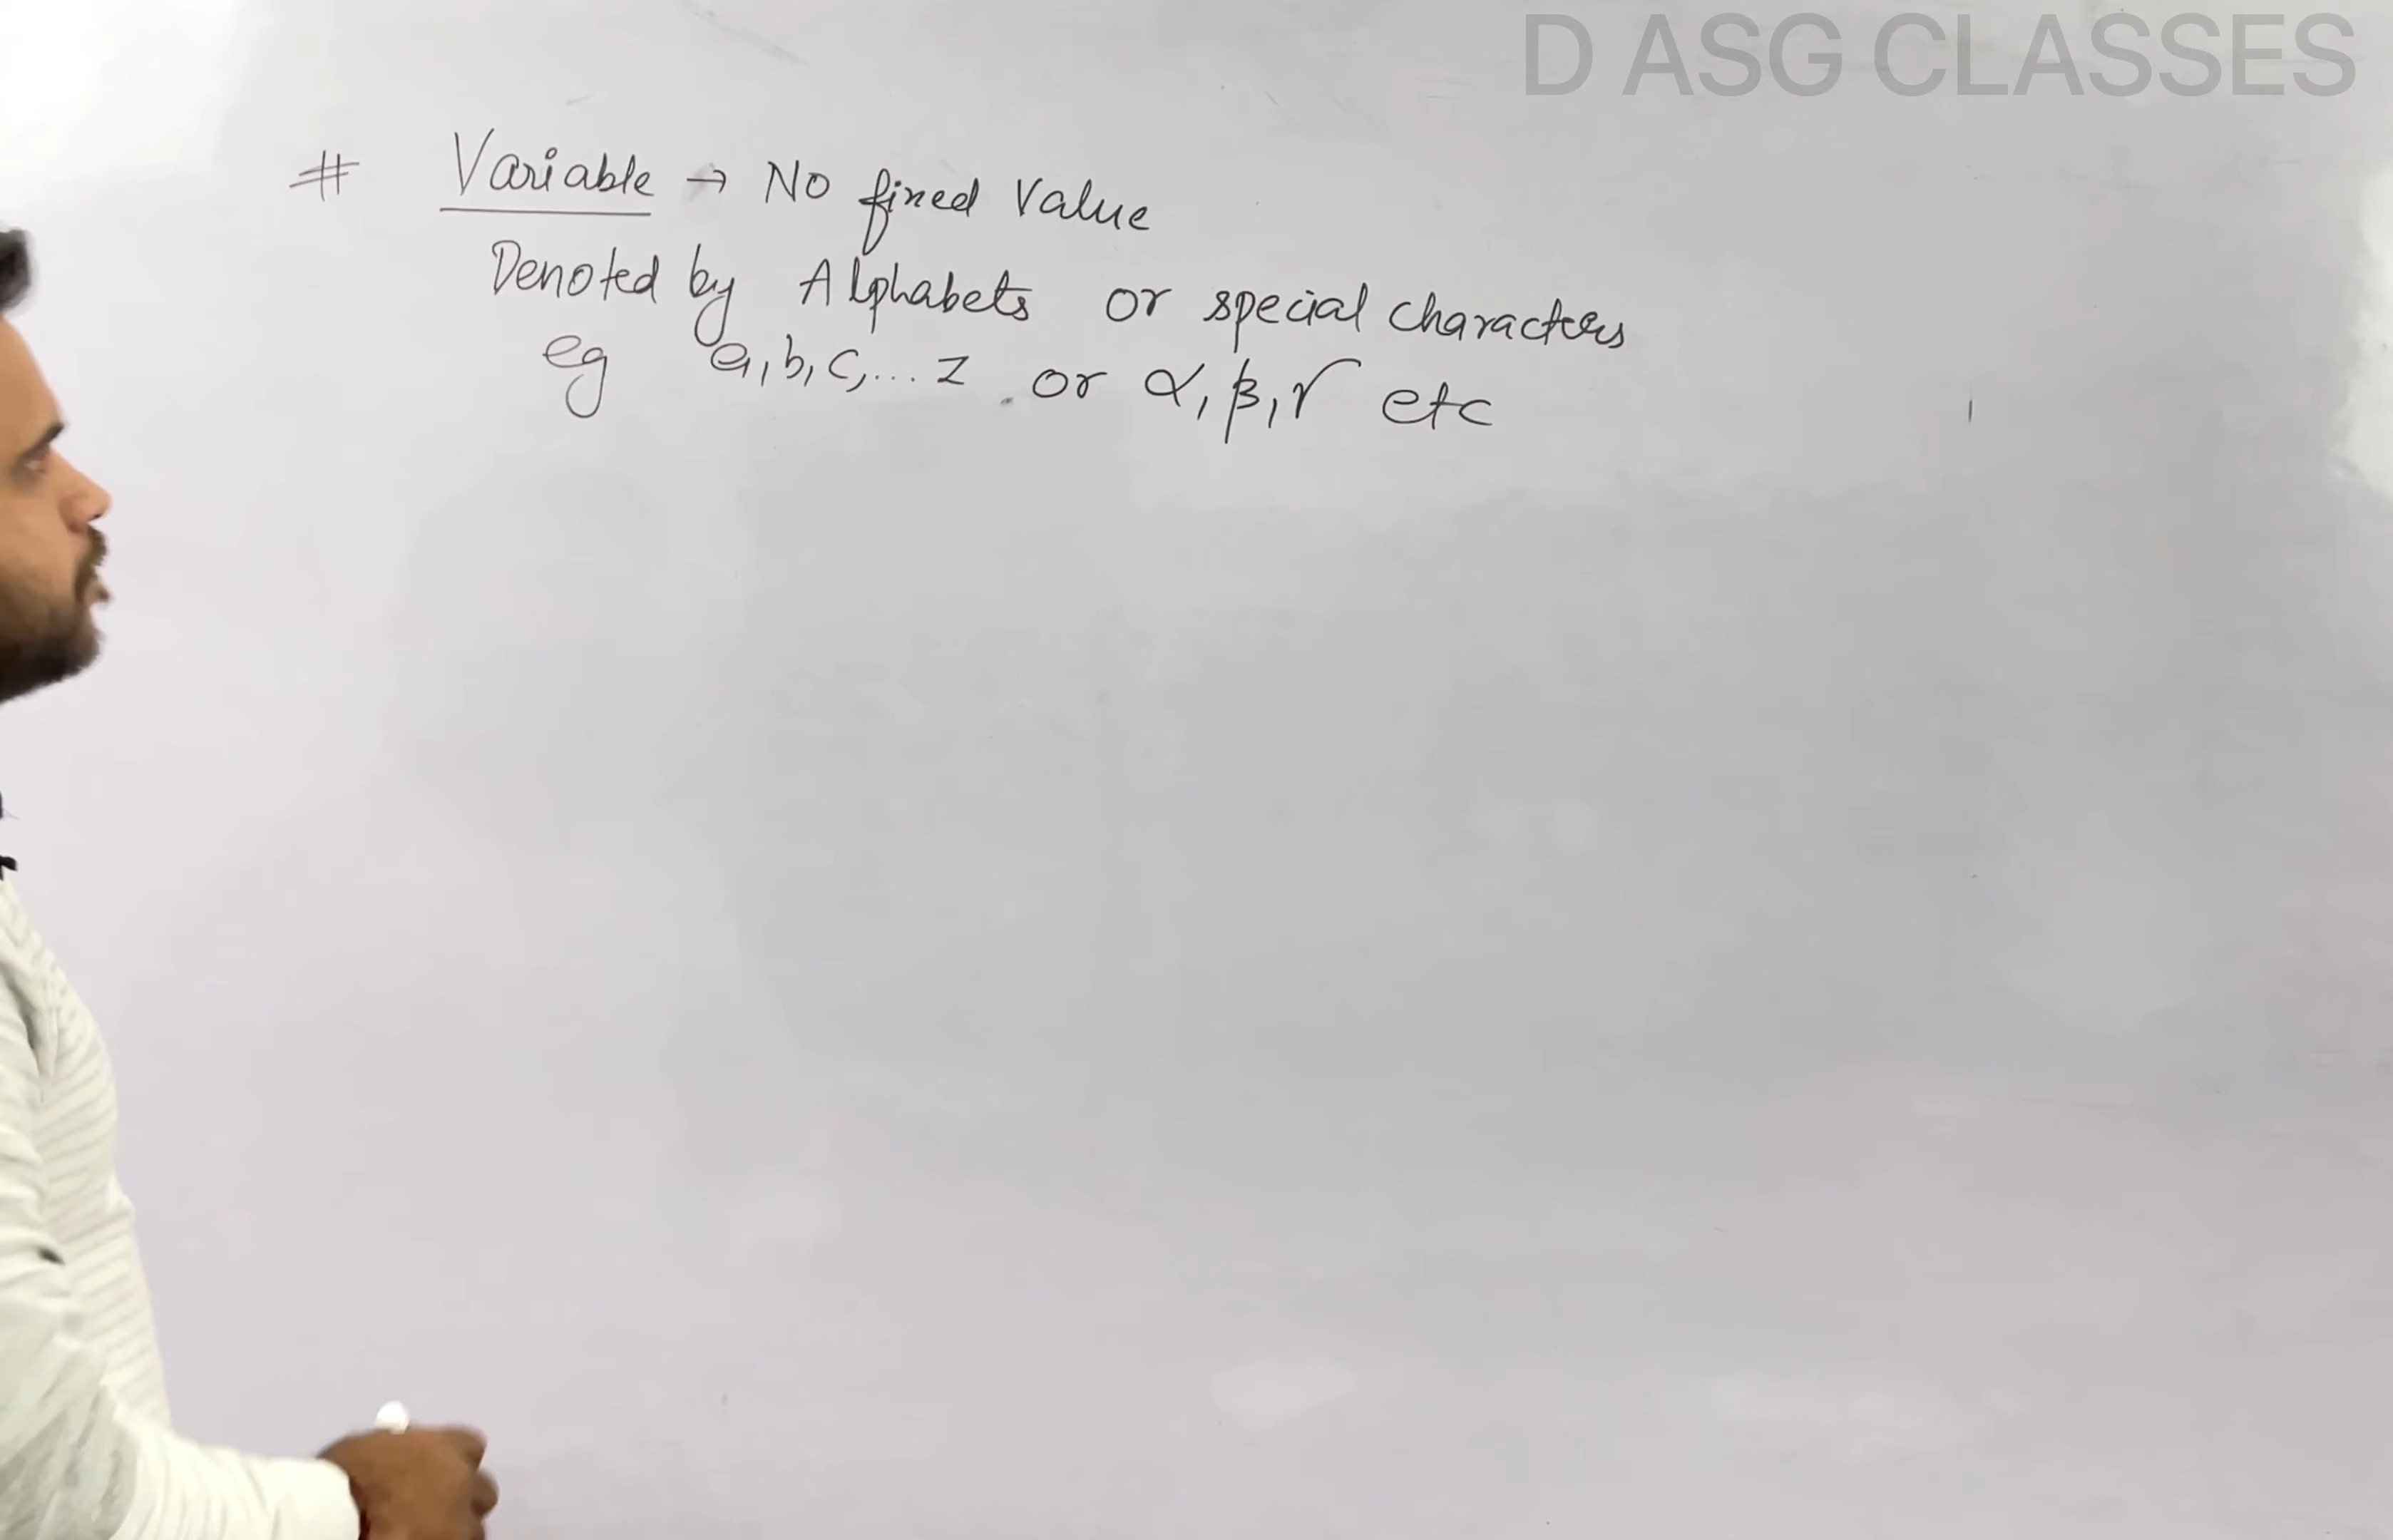 D ASG CLASSES
# Variable → No fixed Value
Denoted by Alphabets or special characters
eg a, b, c, ... z or α, β, γ etc